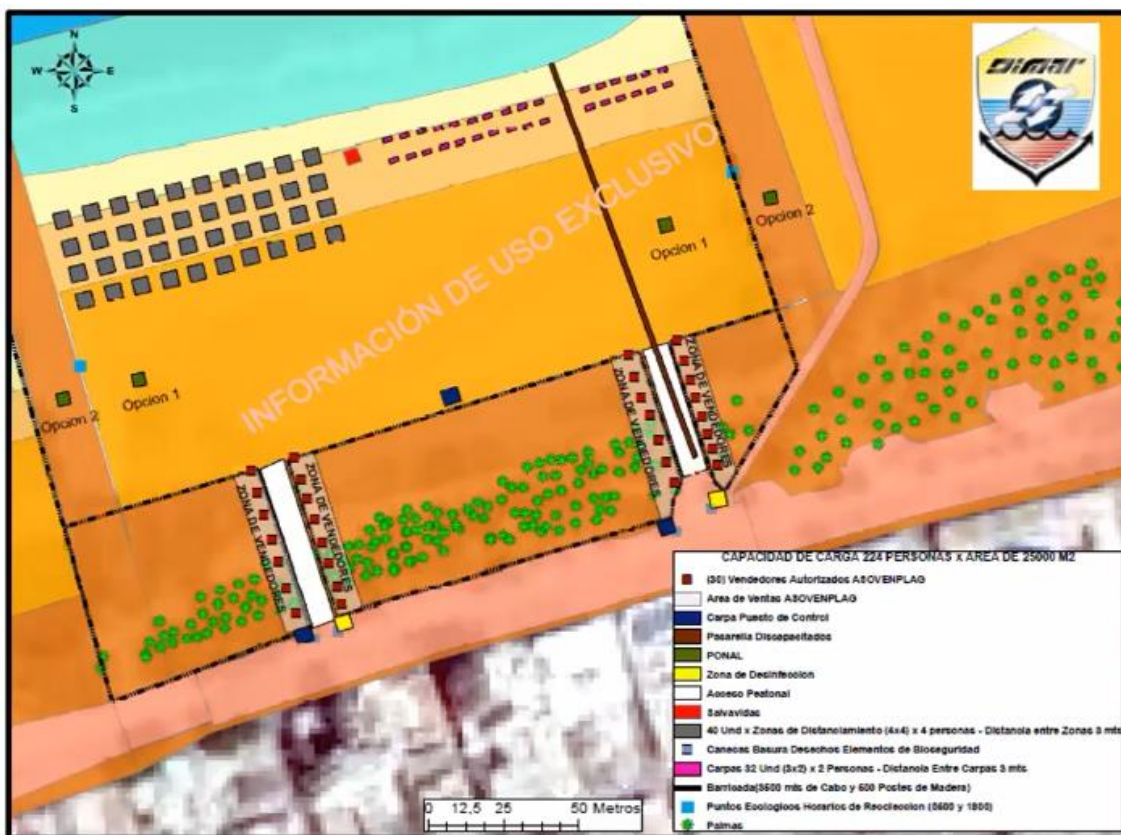 N
W E
S
Dimar
INFORMACIÓN DE USO EXCLUSIVO
Opcion 2
Opcion 1
Opcion 2
Opcion 1
ZONA DE VENDEDORES
ZONA DE VENDEDORES
ZONA DE VENDEDORES
ZONA DE VENDEDORES
CAPACIDAD DE CARGA 224 PERSONAS x AREA DE 25000 M2
(30) Vendedores Autorizados ASOVENPLAG
Area de Ventas ASOVENPLAG
Carpa Puesto de Control
Pasarella Discapacitados
PONAL
Zona de Desinfeccion
Acceso Peatonal
Salvavidas
40 Und x Zonas de Distanciamiento (4x4) x 4 personas - Distancia entre Zonas 3 mts
Canecas Basura Desechos Elementos de Bioseguridad
Carpas 32 Und (3x2) x 2 Personas - Distancia Entre Carpas 3 mts
Barricada(3500 mts de Cabo y 600 Postes de Madera)
Puntos Ecologicos Horarios de Recoleccion (0600 y 1800)
Palmas
0 12,5 25 50 Metros